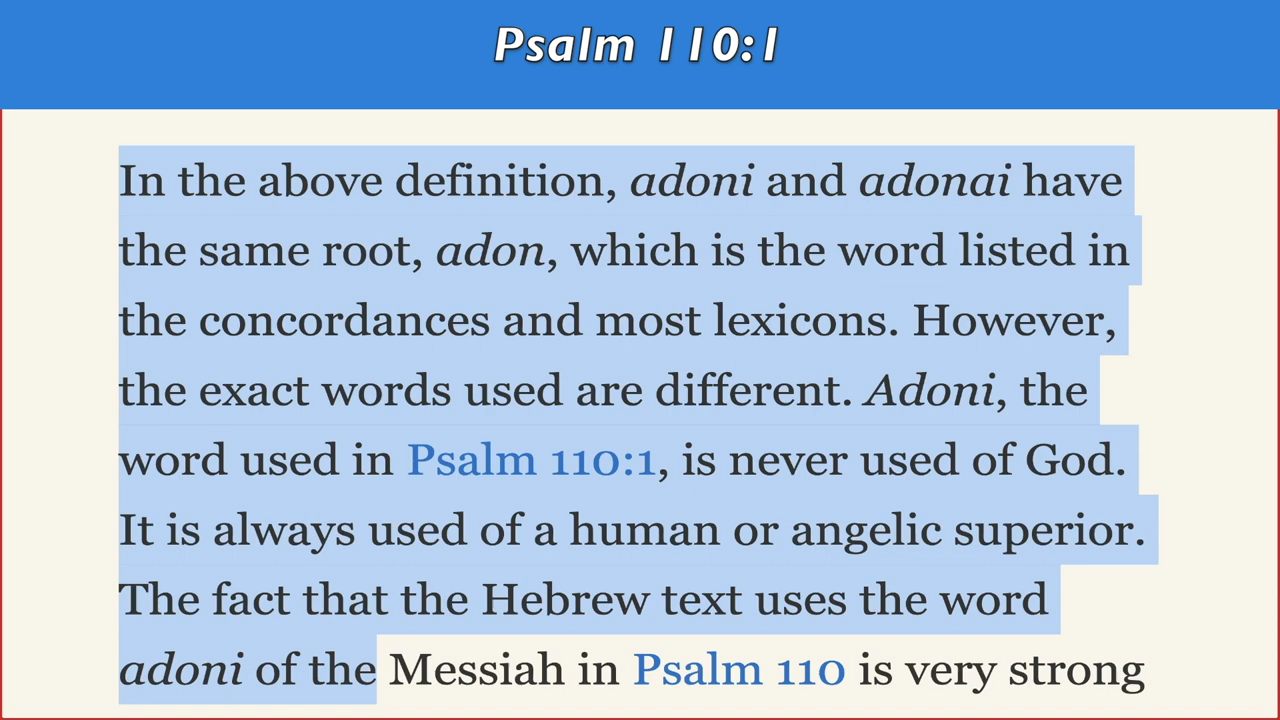 Psalm 110:1
In the above definition, adoni and adonai have
the same root, adon, which is the word listed in
the concordances and most lexicons. However,
the exact words used are different. Adoni, the
word used in Psalm 110:1, is never used of God.
It is always used of a human or angelic superior.
The fact that the Hebrew text uses the word
adoni of the Messiah in Psalm 110 is very strong